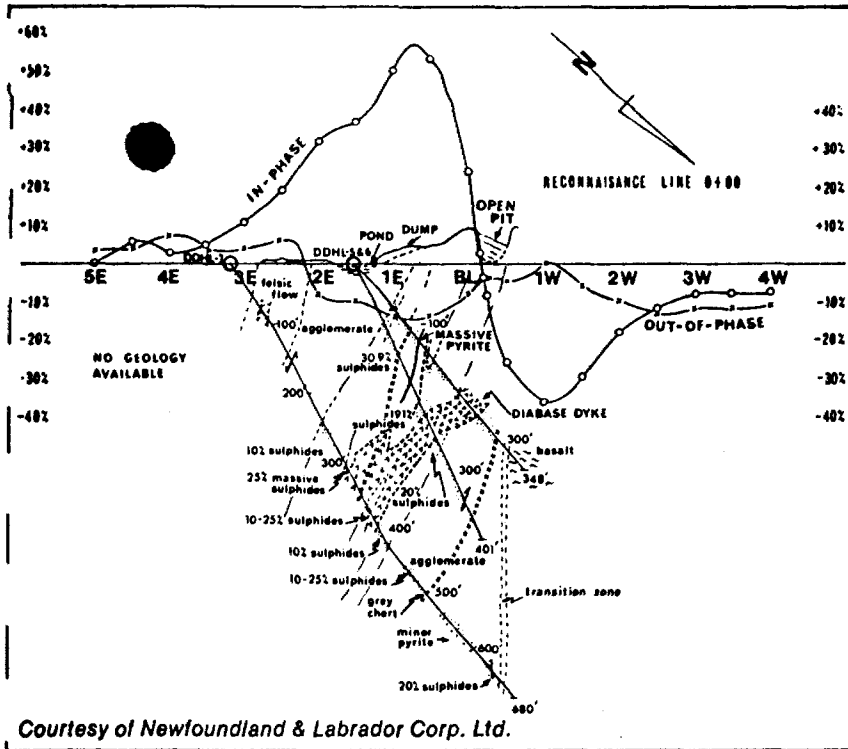 +60%
+50%
+40%
+30%
+20%
+10%
-10%
-20%
-30%
-40%
+40%
+30%
+20%
+10%
-10%
-20%
-30%
-40%
N
RECONNAISANCE LINE 0+00
IN-PHASE
OPEN
PIT
DUMP
POND
DDHL-5&6
5E
4E
3E
2E
1E
BL
1W
2W
3W
4W
OUT-OF-PHASE
felsic
flow
100
agglomerate
100
MASSIVE
PYRITE
NO GEOLOGY
AVAILABLE
sulphides
200
DIABASE DYKE
sulphides
10% sulphides
300
25% massive
sulphides
20%
sulphides
300'
300'
basalt
348'
10-25% sulphides
400'
10% sulphides
401'
agglomerate
10-25% sulphides
500'
grey
chert
transition zone
minor
pyrite
600
20% sulphides
680'
Courtesy of Newfoundland & Labrador Corp. Ltd.